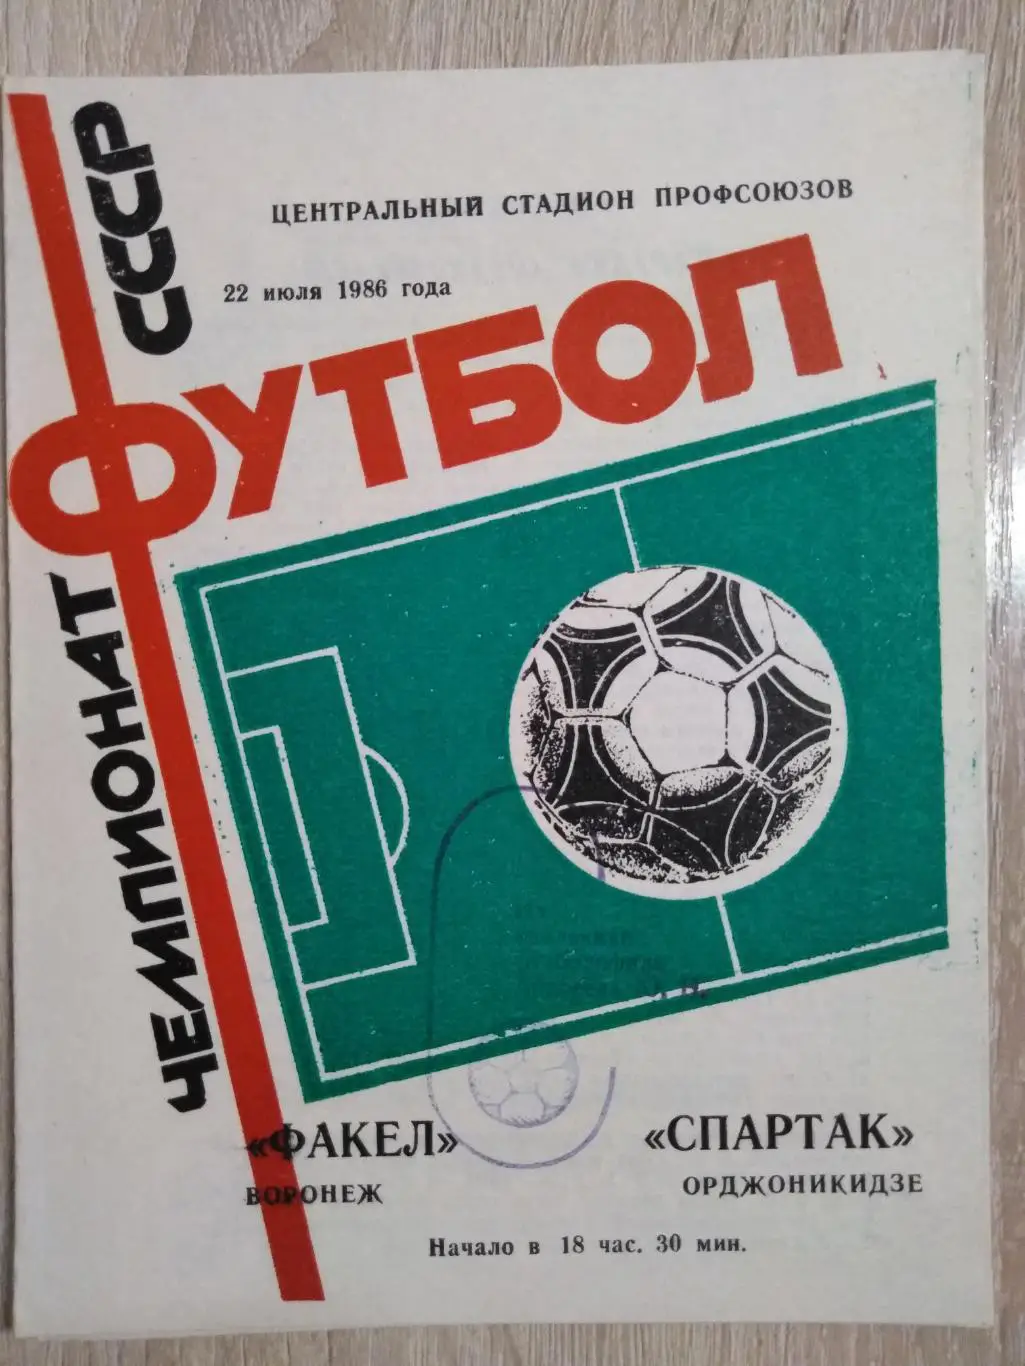 ЧЕМПИОНАТ СССР
ЦЕНТРАЛЬНЫЙ СТАДИОН ПРОФСОЮЗОВ
22 июля 1986 года
ФУТБОЛ
«ФАКЕЛ»
ВОРОНЕЖ
«СПАРТАК»
ОРДЖОНИКИДЗЕ
Начало в 18 час. 30 мин.